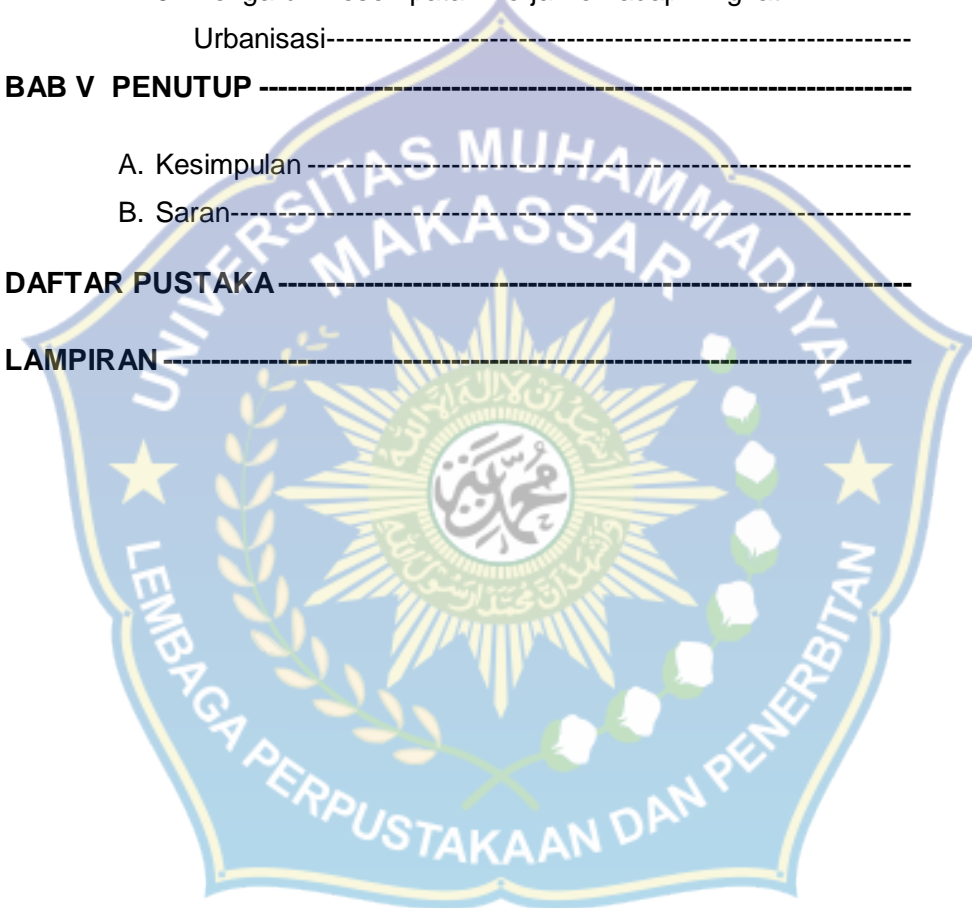 Urbanisasi-----------------------------------------------------------------
BAB V PENUTUP --------------------------------------------------------------------
A. Kesimpulan -------------------------------------------------------------------
B. Saran---------------------------------------------------------------------------
DAFTAR PUSTAKA-----------------------------------------------------------------
LAMPIRAN ------------------------------------------------------------------------------
UNIVERSITAS MUHAMMADIYAH
MAKASSAR
LEMBAGA PERPUSTAKAAN DAN PENERBITAN